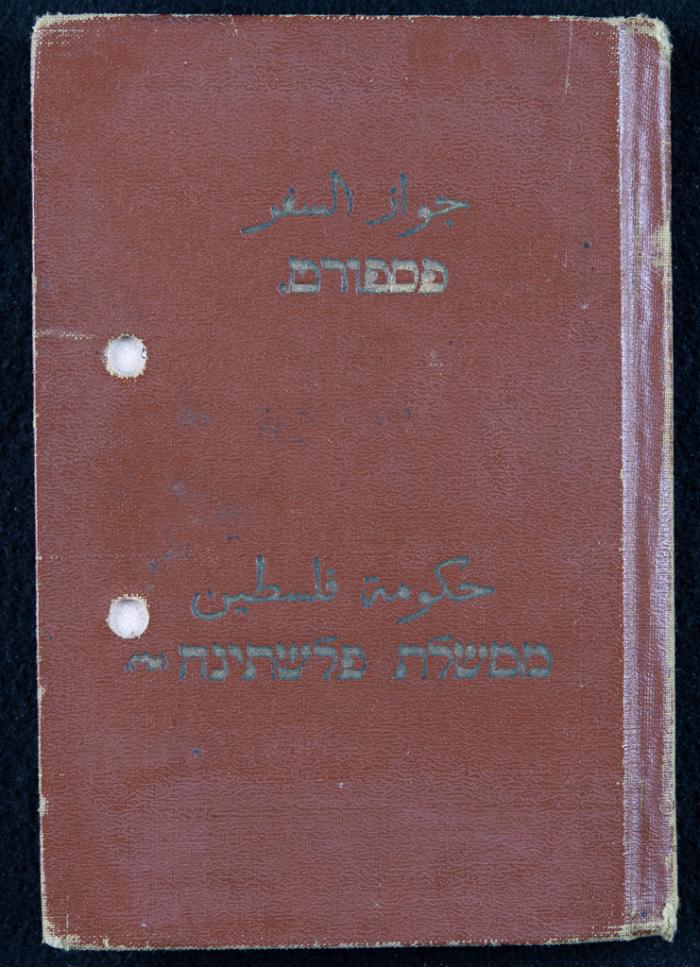 جواز السفر
פספורט.
حكومة فلسطين
ממשלת פלשתינה (א״י)